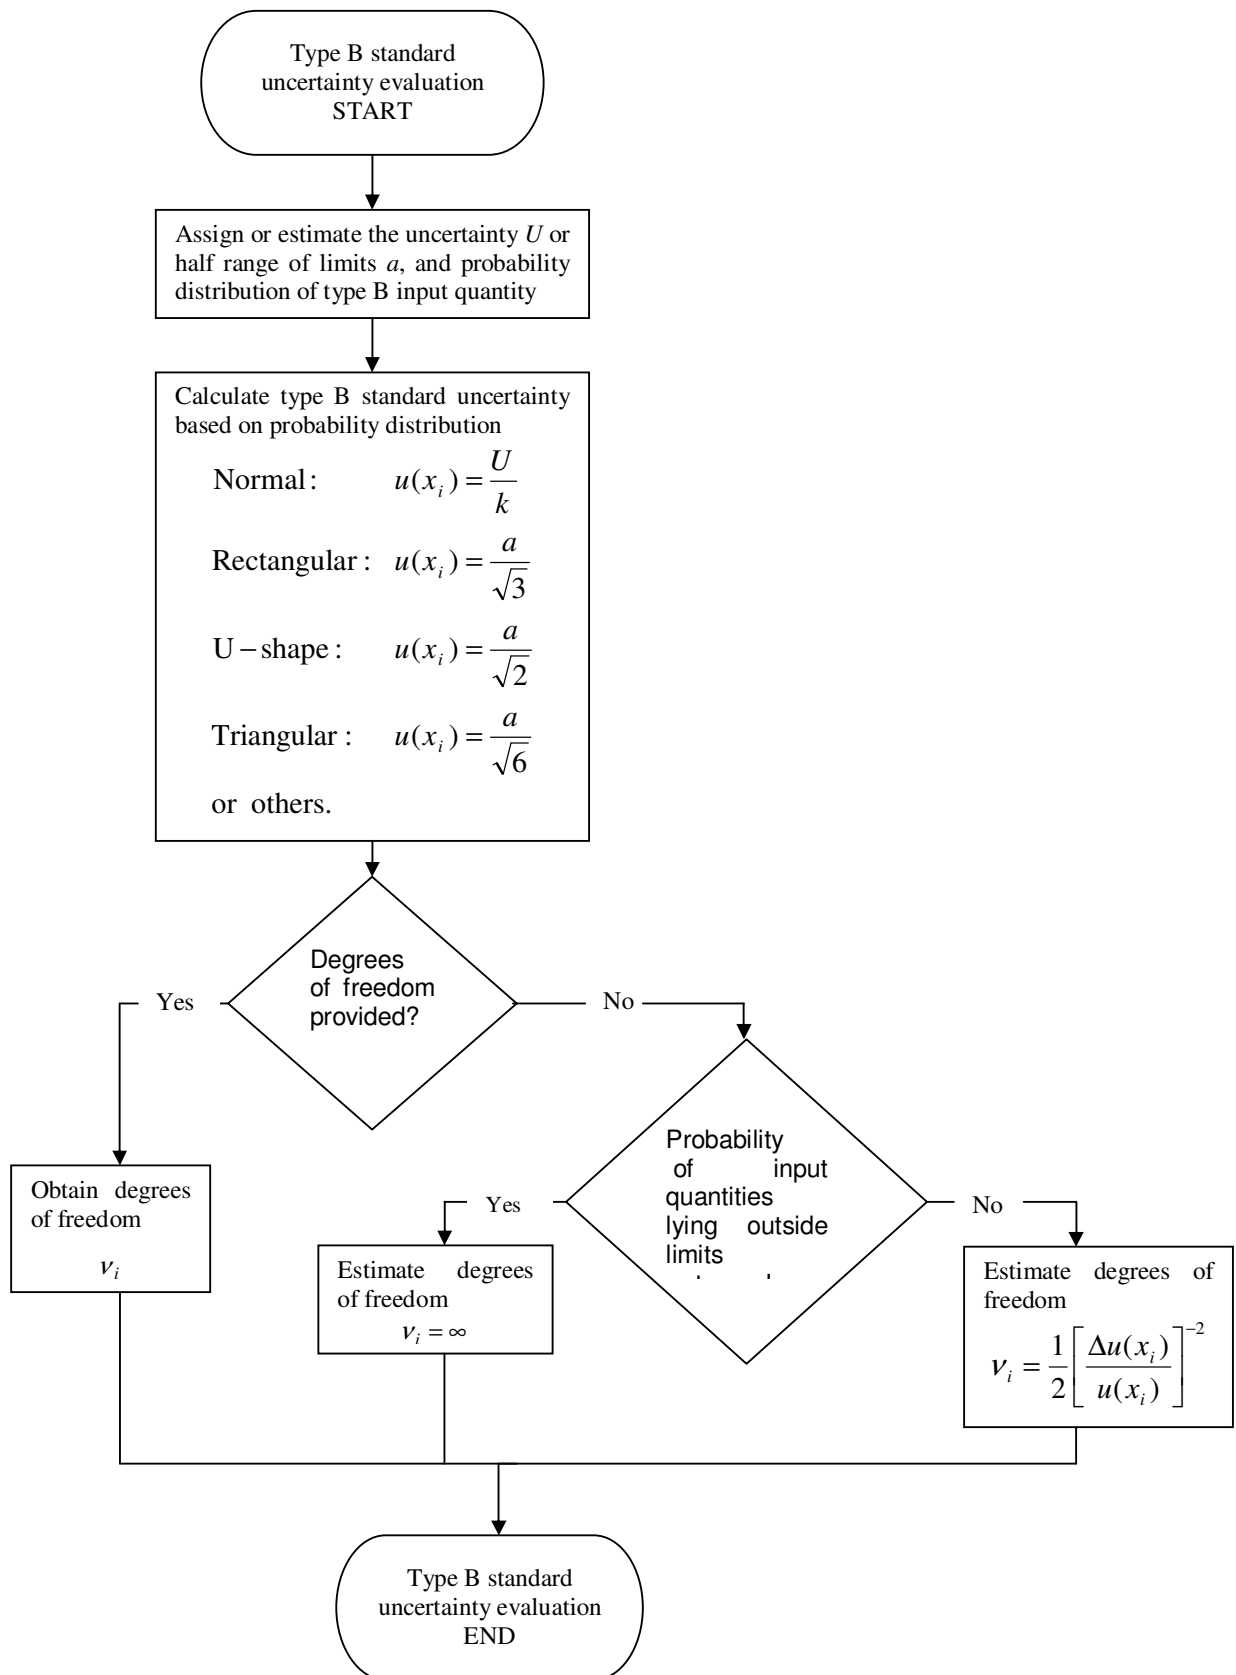 Type B standard
uncertainty evaluation
START
Assign or estimate the uncertainty U or
half range of limits a, and probability
distribution of type B input quantity
Calculate type B standard uncertainty
based on probability distribution
Normal: u(x_i) = U/k
Rectangular: u(x_i) = a/√3
U−shape: u(x_i) = a/√2
Triangular: u(x_i) = a/√6
or others.
Degrees
of freedom
provided?
Yes
No
Obtain degrees
of freedom
ν_i
Probability
of input
quantities
lying outside
limits
Yes
No
Estimate degrees
of freedom
ν_i = ∞
Estimate degrees of
freedom
ν_i = 1/2 [Δu(x_i)/u(x_i)]^−2
Type B standard
uncertainty evaluation
END